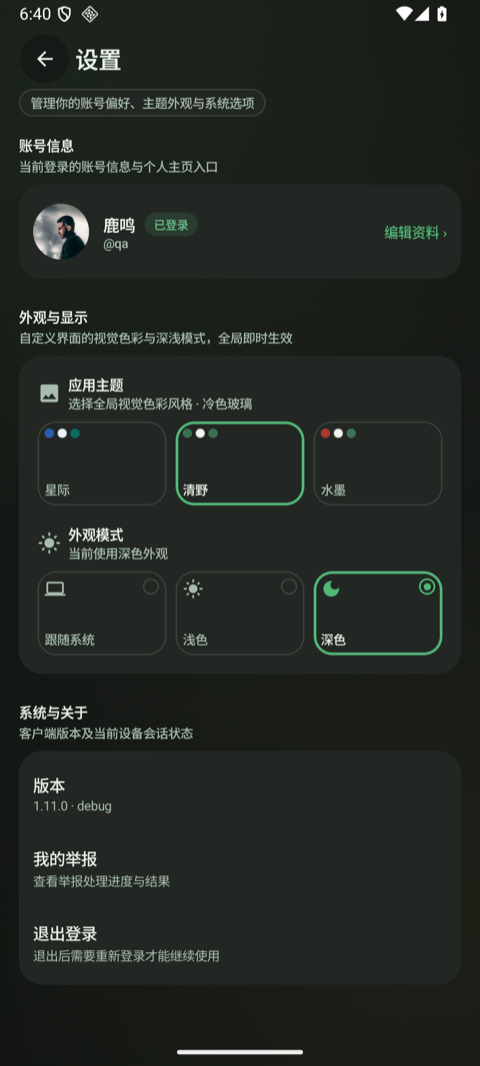 6:40
设置
管理你的账号偏好、主题外观与系统选项
账号信息
当前登录的账号信息与个人主页入口
鹿鸣 已登录
@qa
编辑资料 ›
外观与显示
自定义界面的视觉色彩与深浅模式，全局即时生效
应用主题
选择全局视觉色彩风格 · 冷色玻璃
星际 清野 水墨
外观模式
当前使用深色外观
跟随系统 浅色 深色
系统与关于
客户端版本及当前设备会话状态
版本
1.11.0 · debug
我的举报
查看举报处理进度与结果
退出登录
退出后需要重新登录才能继续使用